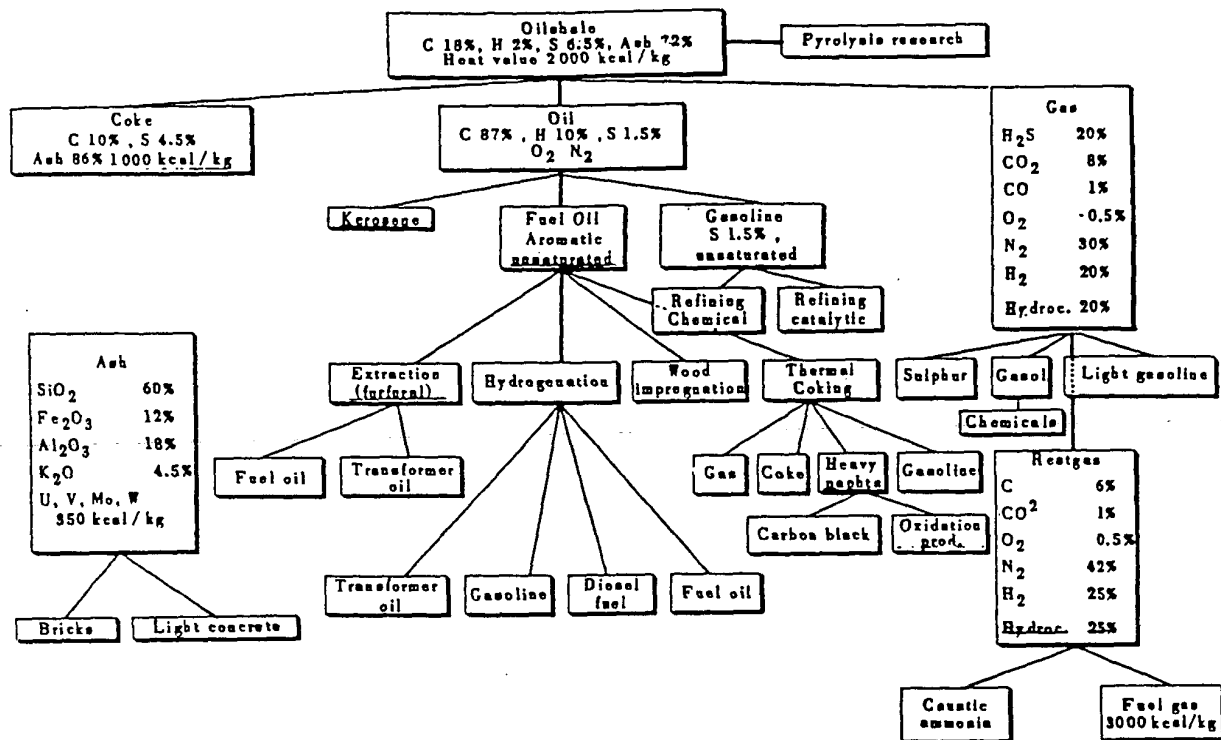 Oilshale
C 18%, H 2%, S 6.5%, Ash 72%
Heat value 2000 kcal/kg
Pyrolysis research
Coke
C 10% , S 4.5%
Ash 86% 1000 kcal/kg
Oil
C 87% , H 10% , S 1.5%
O2 N2
Gas
H2S 20%
CO2 8%
CO 1%
O2 -0.5%
N2 30%
H2 20%
Hydroc. 20%
Kerosene
Fuel Oil
Aromatic
unsaturated
Gasoline
S 1.5% ,
unsaturated
Refining
Chemical
Refining
catalytic
Ash
SiO2 60%
Fe2O3 12%
Al2O3 18%
K2O 4.5%
U, V, Mo, W
350 kcal/kg
Extraction
(furfural)
Hydrogenation
Wood
impregnation
Thermal
Coking
Sulphur
Gasol
Light gasoline
Chemicals
Fuel oil
Transformer
oil
Gas
Coke
Heavy
naphta
Gasoline
Carbon black
Oxidation
prod.
Restgas
C 6%
CO2 1%
O2 0.5%
N2 42%
H2 25%
Hydroc. 25%
Transformer
oil
Gasoline
Diesel
fuel
Fuel oil
Bricks
Light concrete
Caustic
ammonia
Fuel gas
3000 kcal/kg